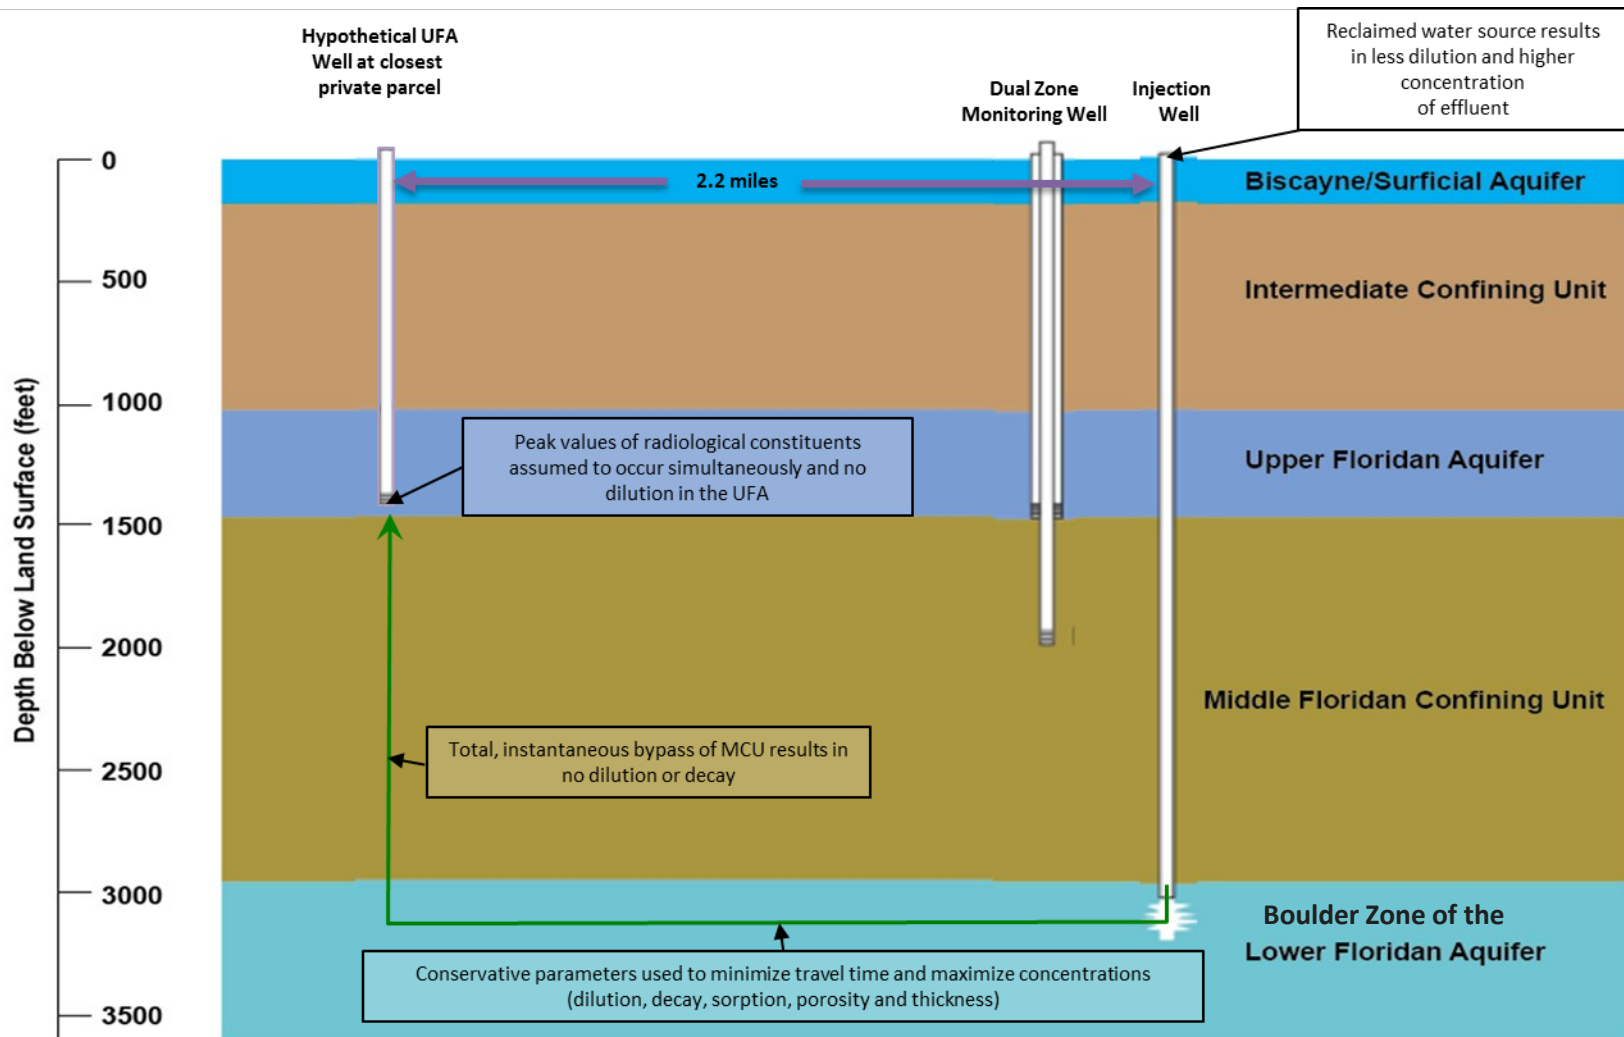 Hypothetical UFA
Well at closest
private parcel
Dual Zone
Monitoring Well
Injection
Well
Reclaimed water source results
in less dilution and higher
concentration
of effluent
Depth Below Land Surface (feet)
0
500
1000
1500
2000
2500
3000
3500
2.2 miles
Biscayne/Surficial Aquifer
Intermediate Confining Unit
Upper Floridan Aquifer
Peak values of radiological constituents
assumed to occur simultaneously and no
dilution in the UFA
Middle Floridan Confining Unit
Total, instantaneous bypass of MCU results in
no dilution or decay
Boulder Zone of the
Lower Floridan Aquifer
Conservative parameters used to minimize travel time and maximize concentrations
(dilution, decay, sorption, porosity and thickness)